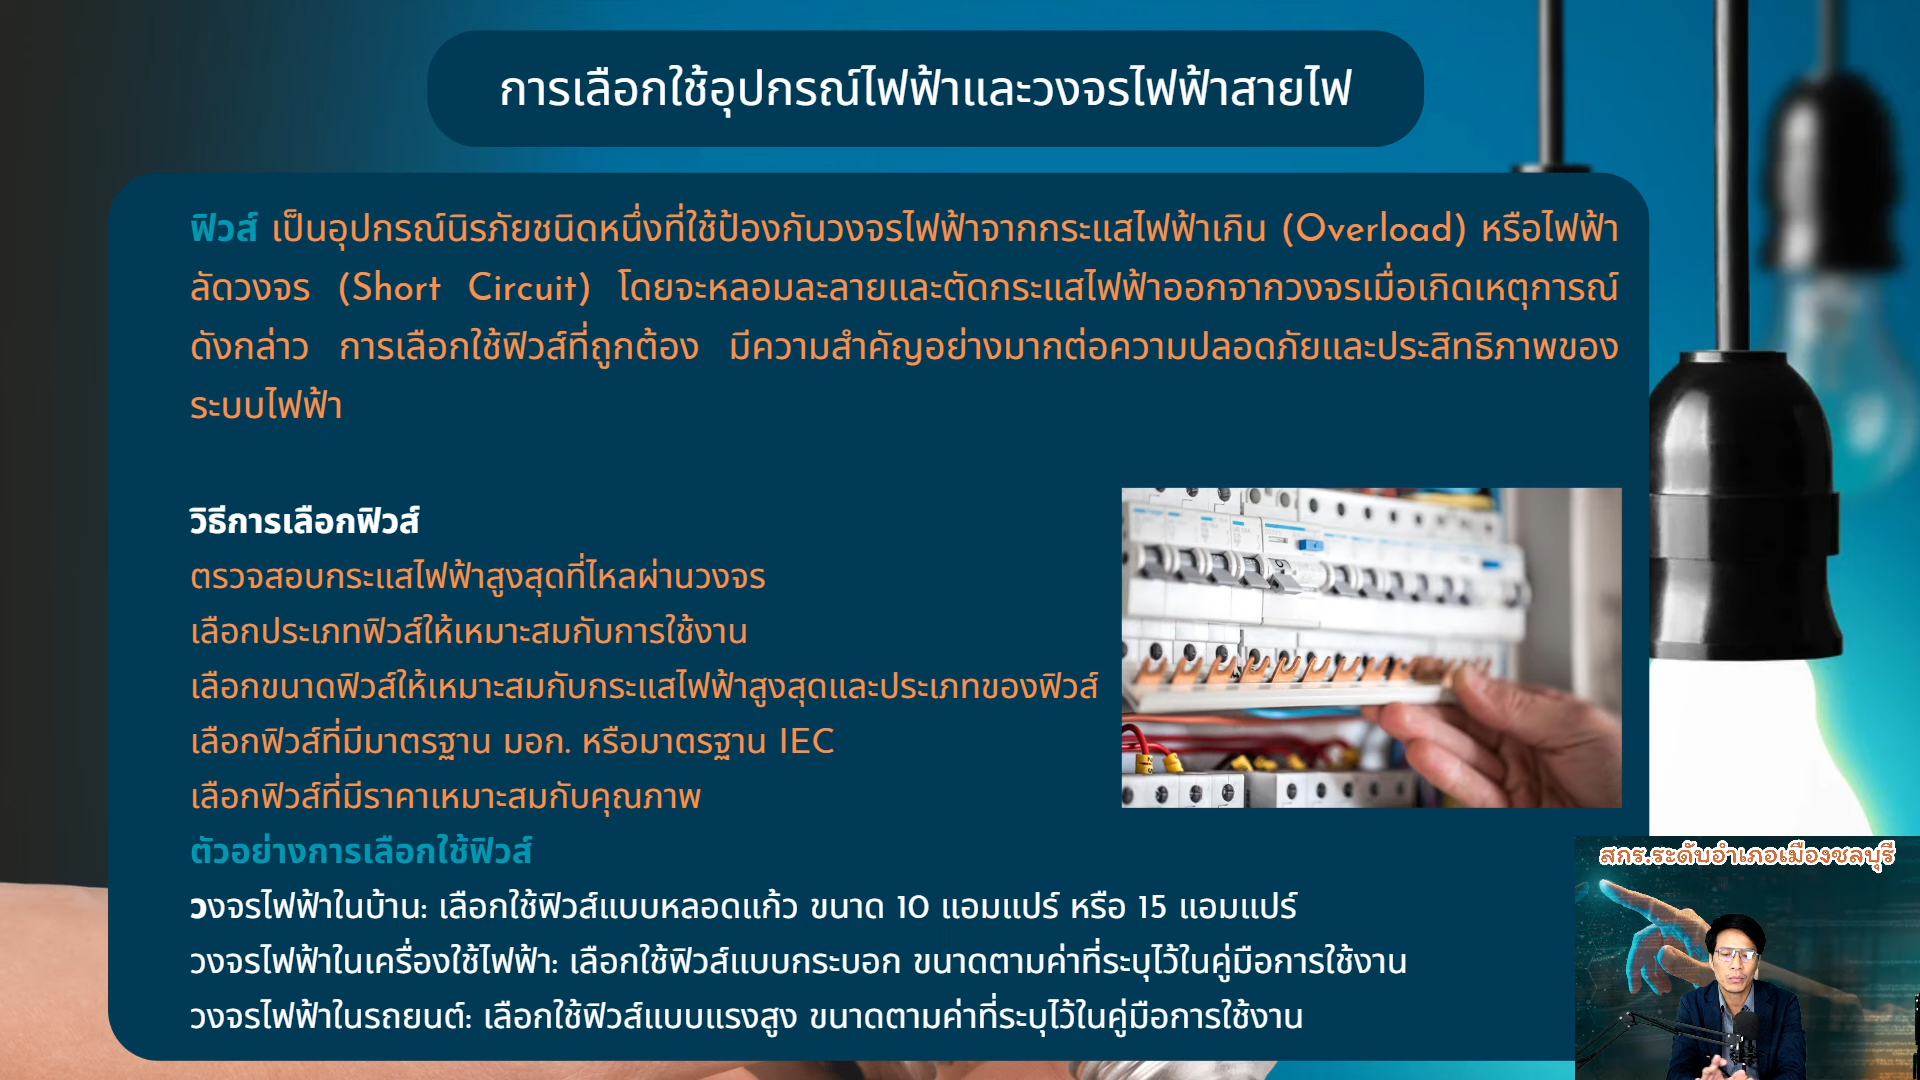 การเลือกใช้อุปกรณ์ไฟฟ้าและวงจรไฟฟ้าสายไฟ
ฟิวส์ เป็นอุปกรณ์นิรภัยชนิดหนึ่งที่ใช้ป้องกันวงจรไฟฟ้าจากกระแสไฟฟ้าเกิน (Overload) หรือไฟฟ้า
ลัดวงจร (Short Circuit) โดยจะหลอมละลายและตัดกระแสไฟฟ้าออกจากวงจรเมื่อเกิดเหตุการณ์
ดังกล่าว การเลือกใช้ฟิวส์ที่ถูกต้อง มีความสำคัญอย่างมากต่อความปลอดภัยและประสิทธิภาพของ
ระบบไฟฟ้า
วิธีการเลือกฟิวส์
ตรวจสอบกระแสไฟฟ้าสูงสุดที่ไหลผ่านวงจร
เลือกประเภทฟิวส์ให้เหมาะสมกับการใช้งาน
เลือกขนาดฟิวส์ให้เหมาะสมกับกระแสไฟฟ้าสูงสุดและประเภทของฟิวส์
เลือกฟิวส์ที่มีมาตรฐาน มอก. หรือมาตรฐาน IEC
เลือกฟิวส์ที่มีราคาเหมาะสมกับคุณภาพ
ตัวอย่างการเลือกใช้ฟิวส์
วงจรไฟฟ้าในบ้าน: เลือกใช้ฟิวส์แบบหลอดแก้ว ขนาด 10 แอมแปร์ หรือ 15 แอมแปร์
วงจรไฟฟ้าในเครื่องใช้ไฟฟ้า: เลือกใช้ฟิวส์แบบกระบอก ขนาดตามค่าที่ระบุไว้ในคู่มือการใช้งาน
วงจรไฟฟ้าในรถยนต์: เลือกใช้ฟิวส์แบบแรงสูง ขนาดตามค่าที่ระบุไว้ในคู่มือการใช้งาน
สกร.ระดับอำเภอเมืองชลบุรี